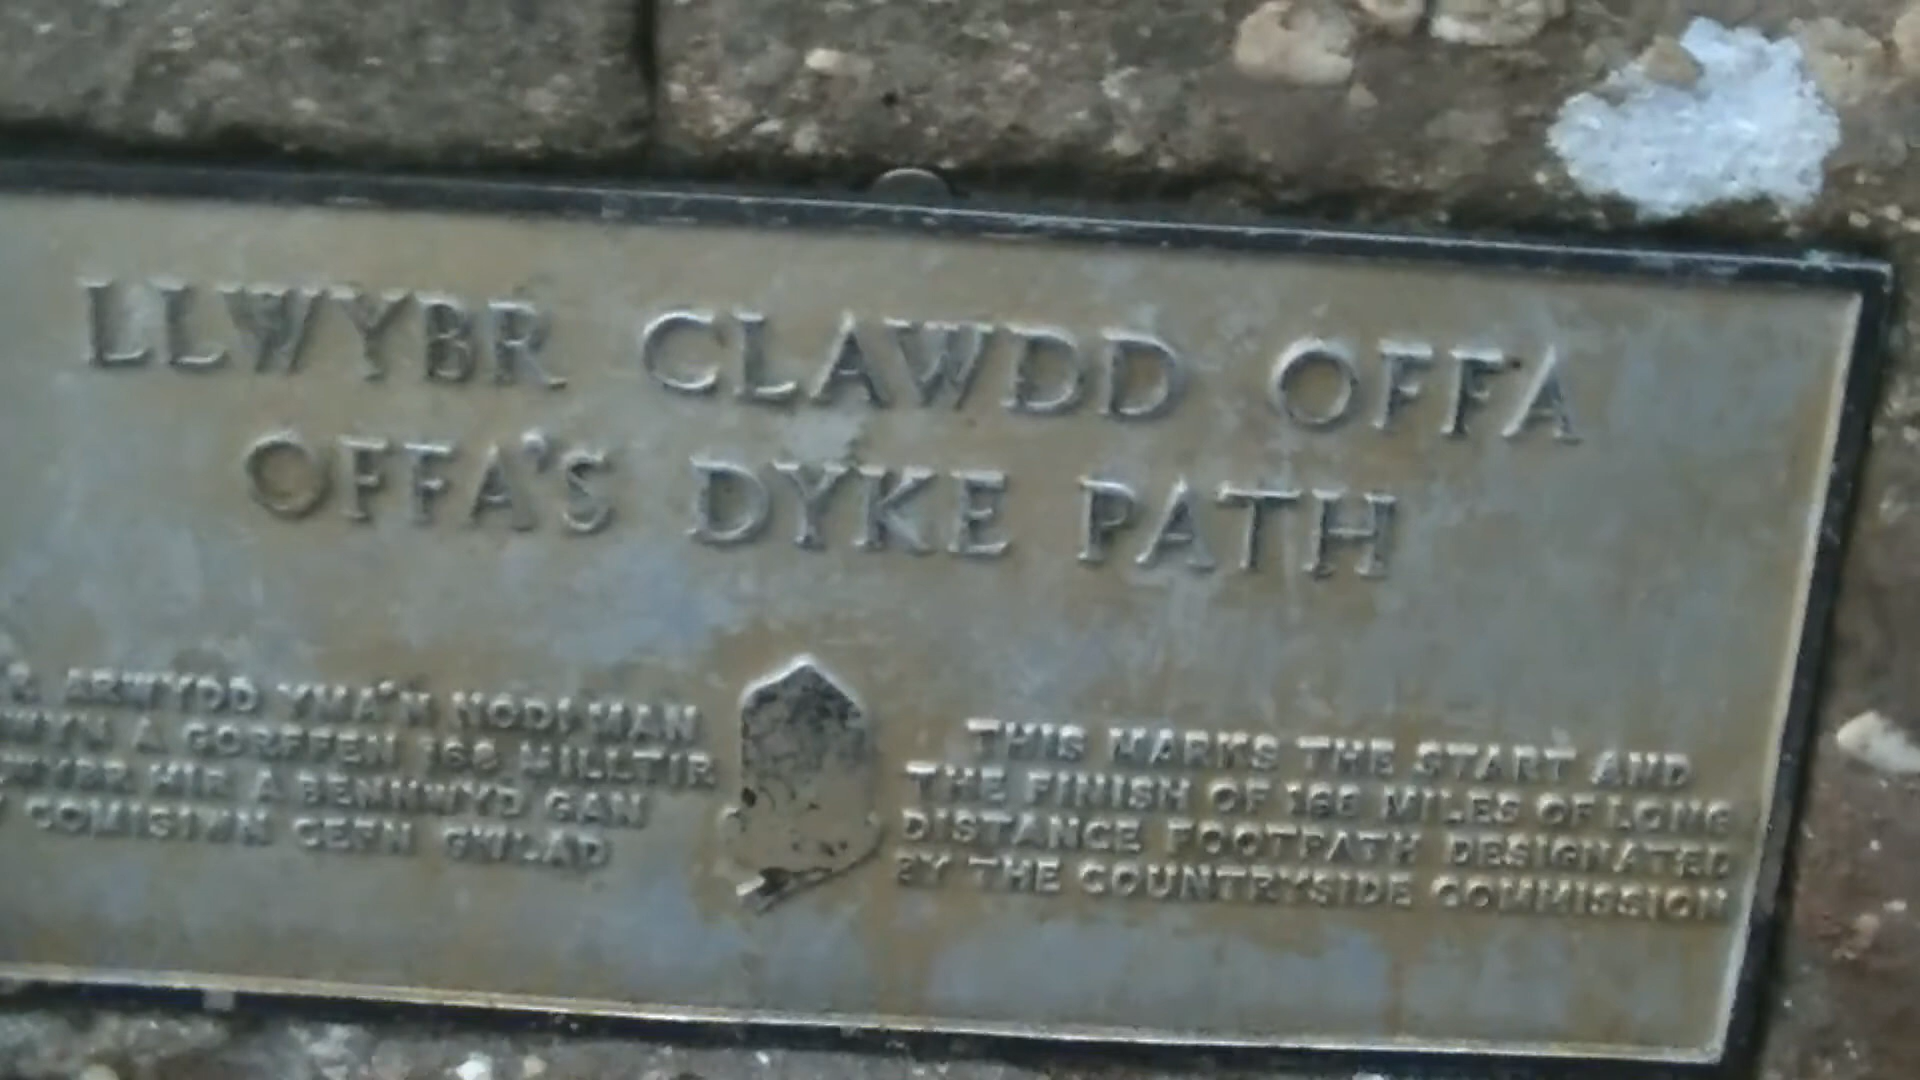 LLWYBR CLAWDD OFFA
OFFA'S DYKE PATH
ARWYDD YMA'N NODI MAN
A GORFFEN 168 MILLTIR
HIR A BENNWYD GAN
COMISIWN CEFN GWLAD
THIS MARKS THE START AND
THE FINISH OF 168 MILES OF LONG
DISTANCE FOOTPATH DESIGNATED
BY THE COUNTRYSIDE COMMISSION